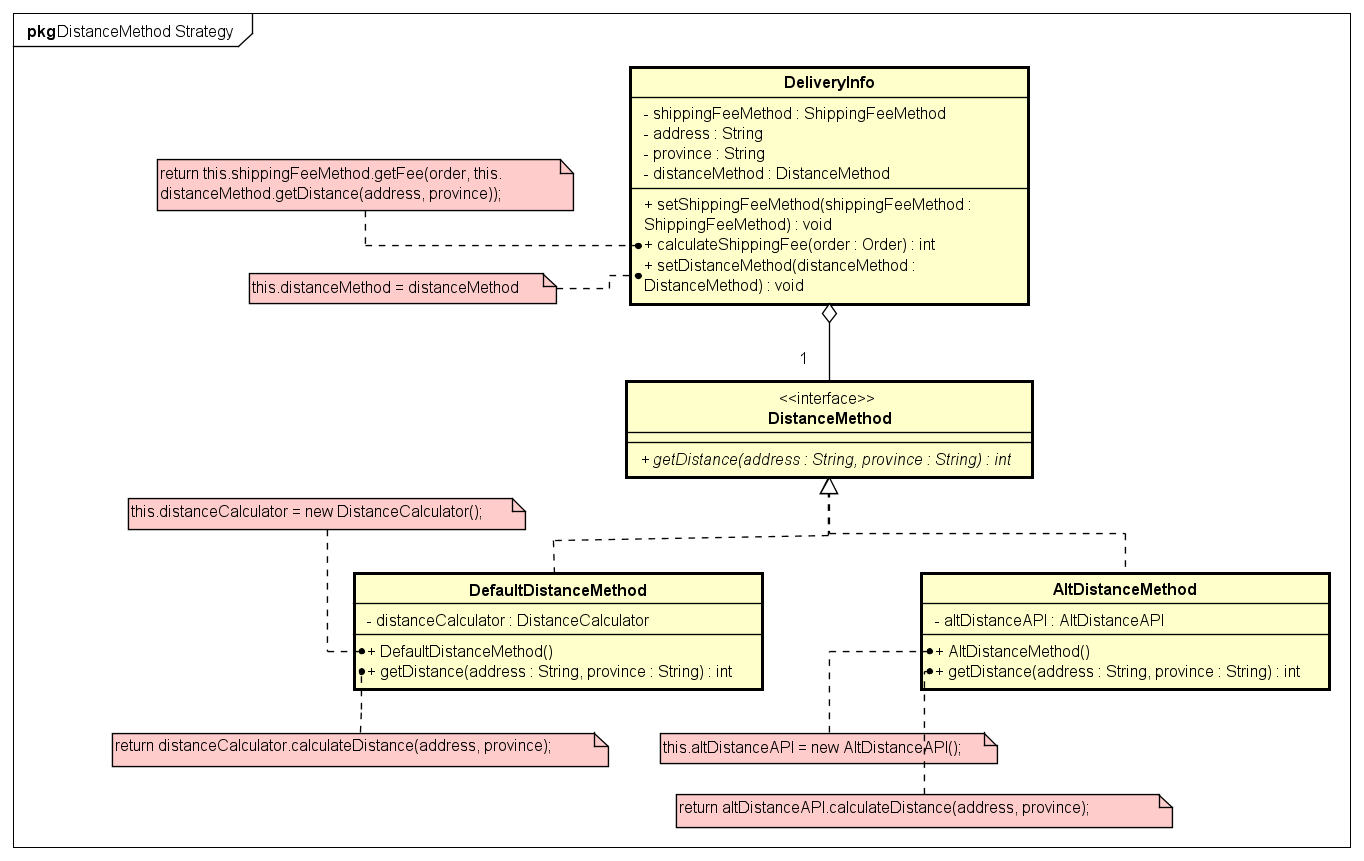 pkg DistanceMethod Strategy
DeliveryInfo
- shippingFeeMethod : ShippingFeeMethod
- address : String
- province : String
- distanceMethod : DistanceMethod
+ setShippingFeeMethod(shippingFeeMethod :
ShippingFeeMethod) : void
+ calculateShippingFee(order : Order) : int
+ setDistanceMethod(distanceMethod :
DistanceMethod) : void
return this.shippingFeeMethod.getFee(order, this.
distanceMethod.getDistance(address, province));
this.distanceMethod = distanceMethod
1
<<interface>>
DistanceMethod
+ getDistance(address : String, province : String) : int
this.distanceCalculator = new DistanceCalculator();
DefaultDistanceMethod
- distanceCalculator : DistanceCalculator
+ DefaultDistanceMethod()
+ getDistance(address : String, province : String) : int
AltDistanceMethod
- altDistanceAPI : AltDistanceAPI
+ AltDistanceMethod()
+ getDistance(address : String, province : String) : int
return distanceCalculator.calculateDistance(address, province);
this.altDistanceAPI = new AltDistanceAPI();
return altDistanceAPI.calculateDistance(address, province);